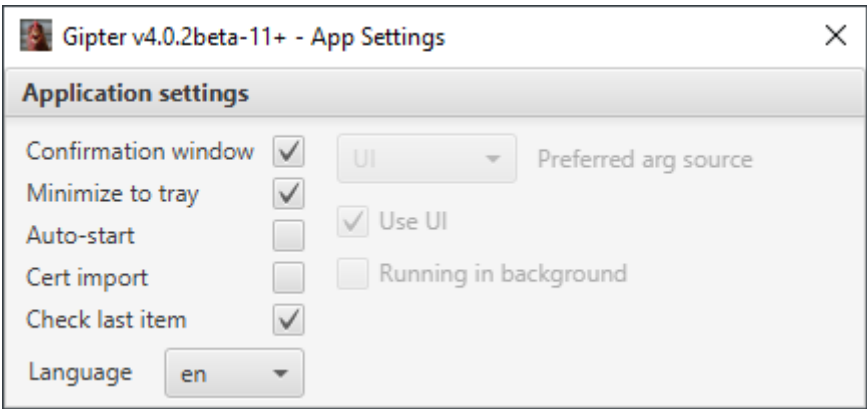 Gipter v4.0.2beta-11+ - App Settings
Application settings
Confirmation window
UI
Preferred arg source
Minimize to tray
Use UI
Auto-start
Cert import
Running in background
Check last item
Language
en